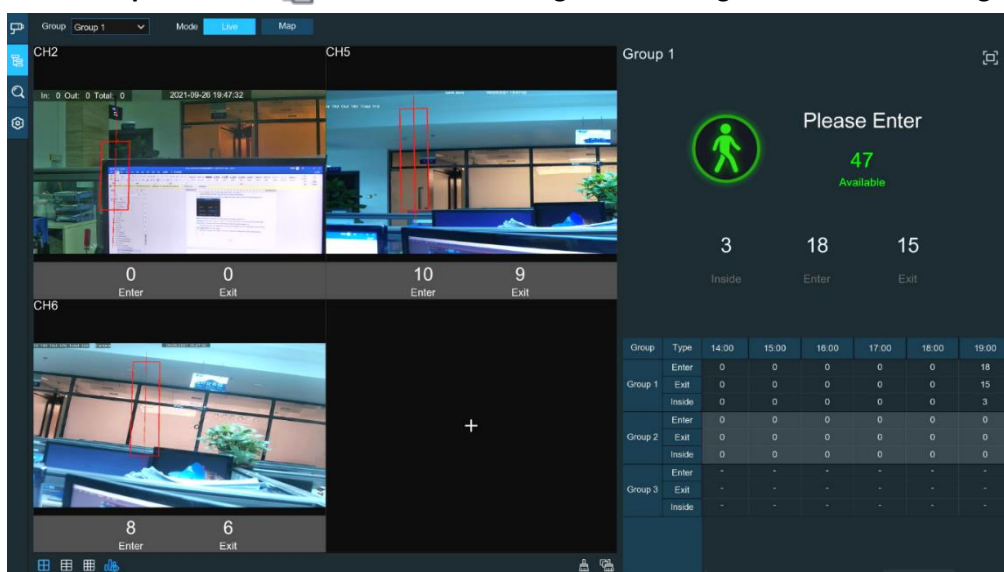 Group Group 1 Mode Live Map
CH2
In: 0 Out: 0 Total: 0 2021-09-26 19:47:32
0 0
Enter Exit
CH5
10 9
Enter Exit
CH6
8 6
Enter Exit
+
Group 1
Please Enter
47
Available
3 18 15
Inside Enter Exit
Group Type 14:00 15:00 16:00 17:00 18:00 19:00
Group 1
Enter 0 0 0 0 0 18
Exit 0 0 0 0 0 15
Inside 0 0 0 0 0 3
Group 2
Enter 0 0 0 0 0 0
Exit 0 0 0 0 0 0
Inside 0 0 0 0 0 0
Group 3
Enter - - - - - -
Exit - - - - - -
Inside - - - - - -